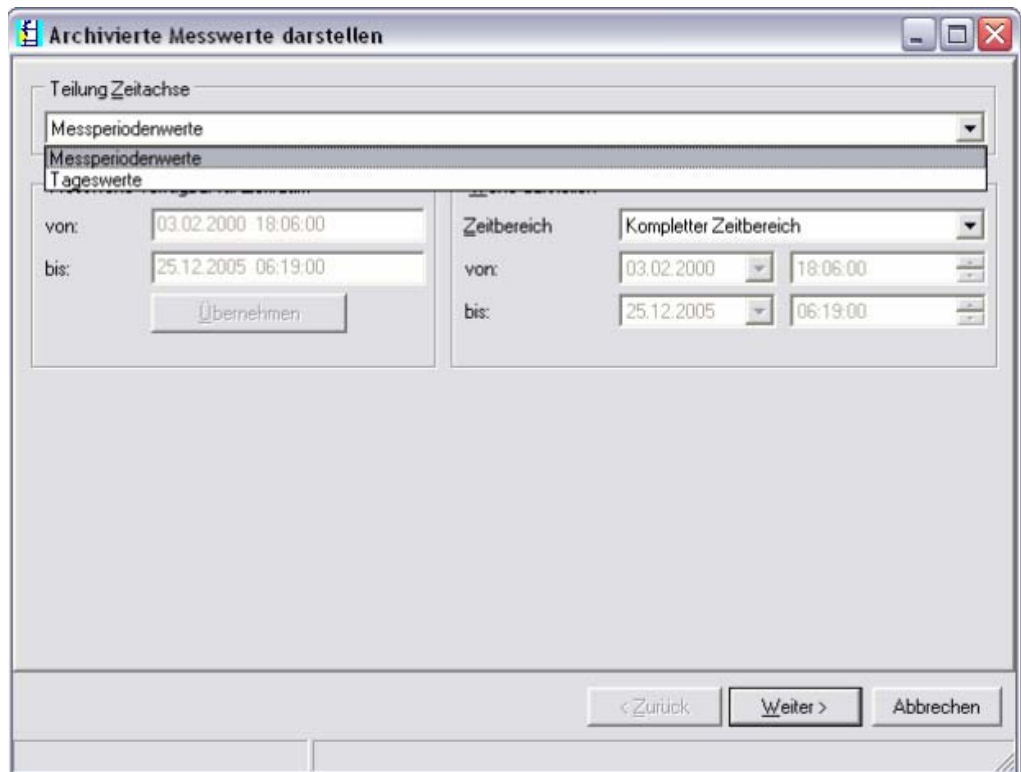 Archivierte Messwerte darstellen
Teilung Zeitachse
Messperiodenwerte
Messperiodenwerte
Tageswerte
von:
03.02.2000 18:06:00
bis:
25.12.2005 06:19:00
Übernehmen
Zeitbereich
Kompletter Zeitbereich
von:
03.02.2000
18:06:00
bis:
25.12.2005
06:19:00
< Zurück
Weiter >
Abbrechen